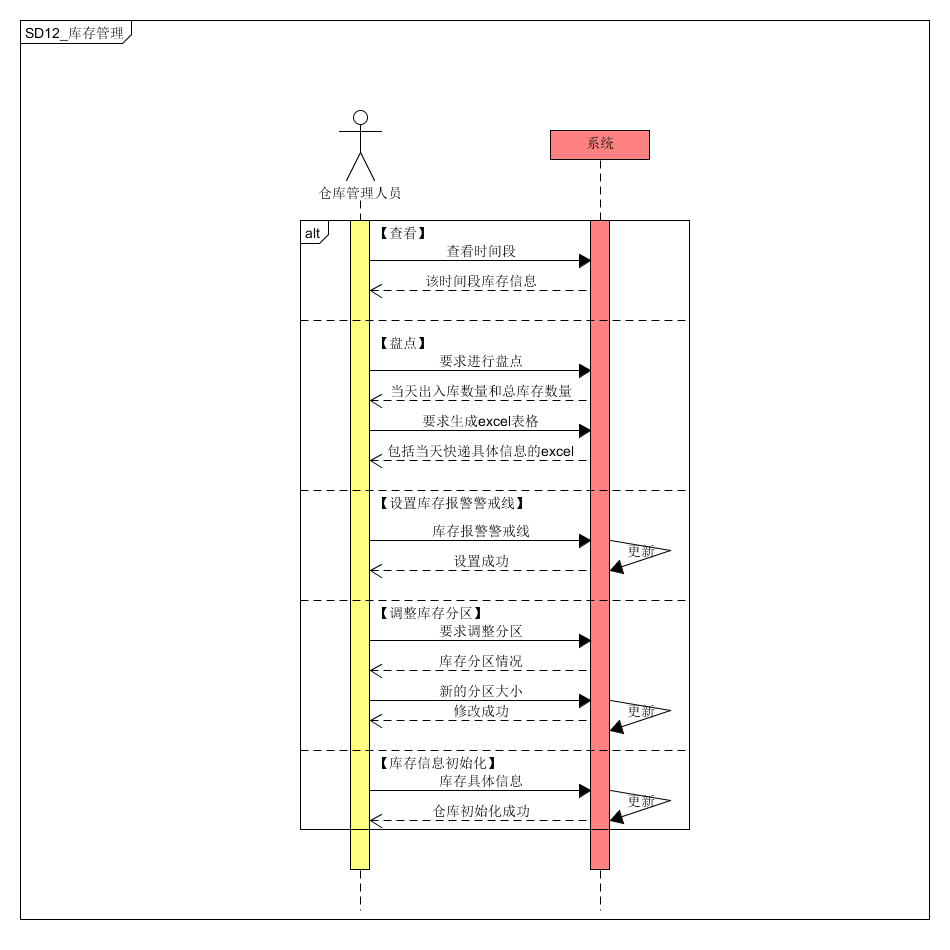 SD12_库存管理
系统
仓库管理人员
alt
【查看】
查看时间段
该时间段库存信息
【盘点】
要求进行盘点
当天出入库数量和总库存数量
要求生成excel表格
包括当天快递具体信息的excel
【设置库存报警警戒线】
库存报警警戒线
更新
设置成功
【调整库存分区】
要求调整分区
库存分区情况
新的分区大小
修改成功
更新
【库存信息初始化】
库存具体信息
更新
仓库初始化成功